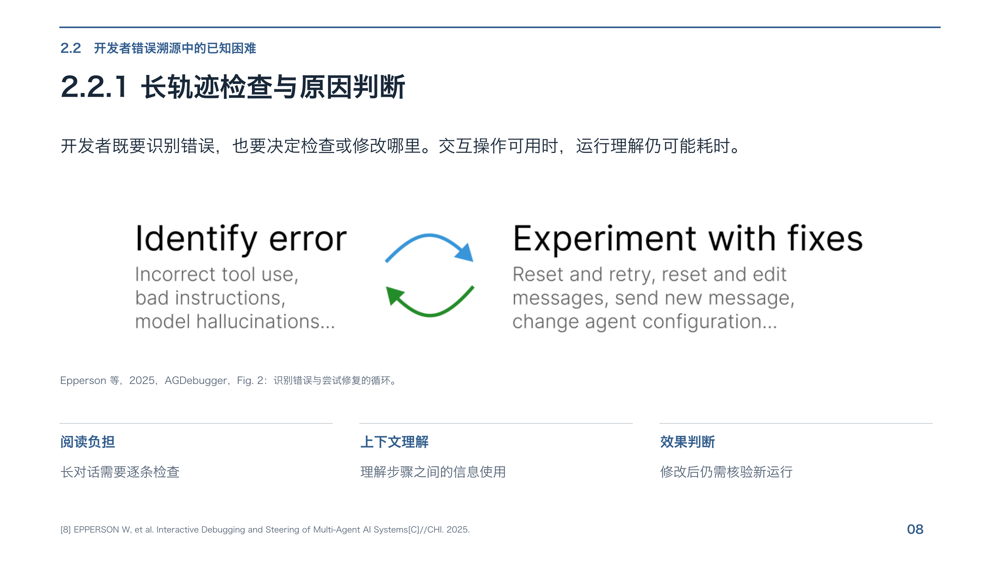 2.2 开发者错误溯源中的已知困难
2.2.1 长轨迹检查与原因判断
开发者既要识别错误，也要决定检查或修改哪里。交互操作可用时，运行理解仍可能耗时。
Identify error
Incorrect tool use,
bad instructions,
model hallucinations...
Experiment with fixes
Reset and retry, reset and edit
messages, send new message,
change agent configuration...
Epperson 等，2025，AGDebugger，Fig. 2：识别错误与尝试修复的循环。
阅读负担
长对话需要逐条检查
上下文理解
理解步骤之间的信息使用
效果判断
修改后仍需核验新运行
[8] EPPERSON W, et al. Interactive Debugging and Steering of Multi-Agent AI Systems[C]//CHI. 2025.
08